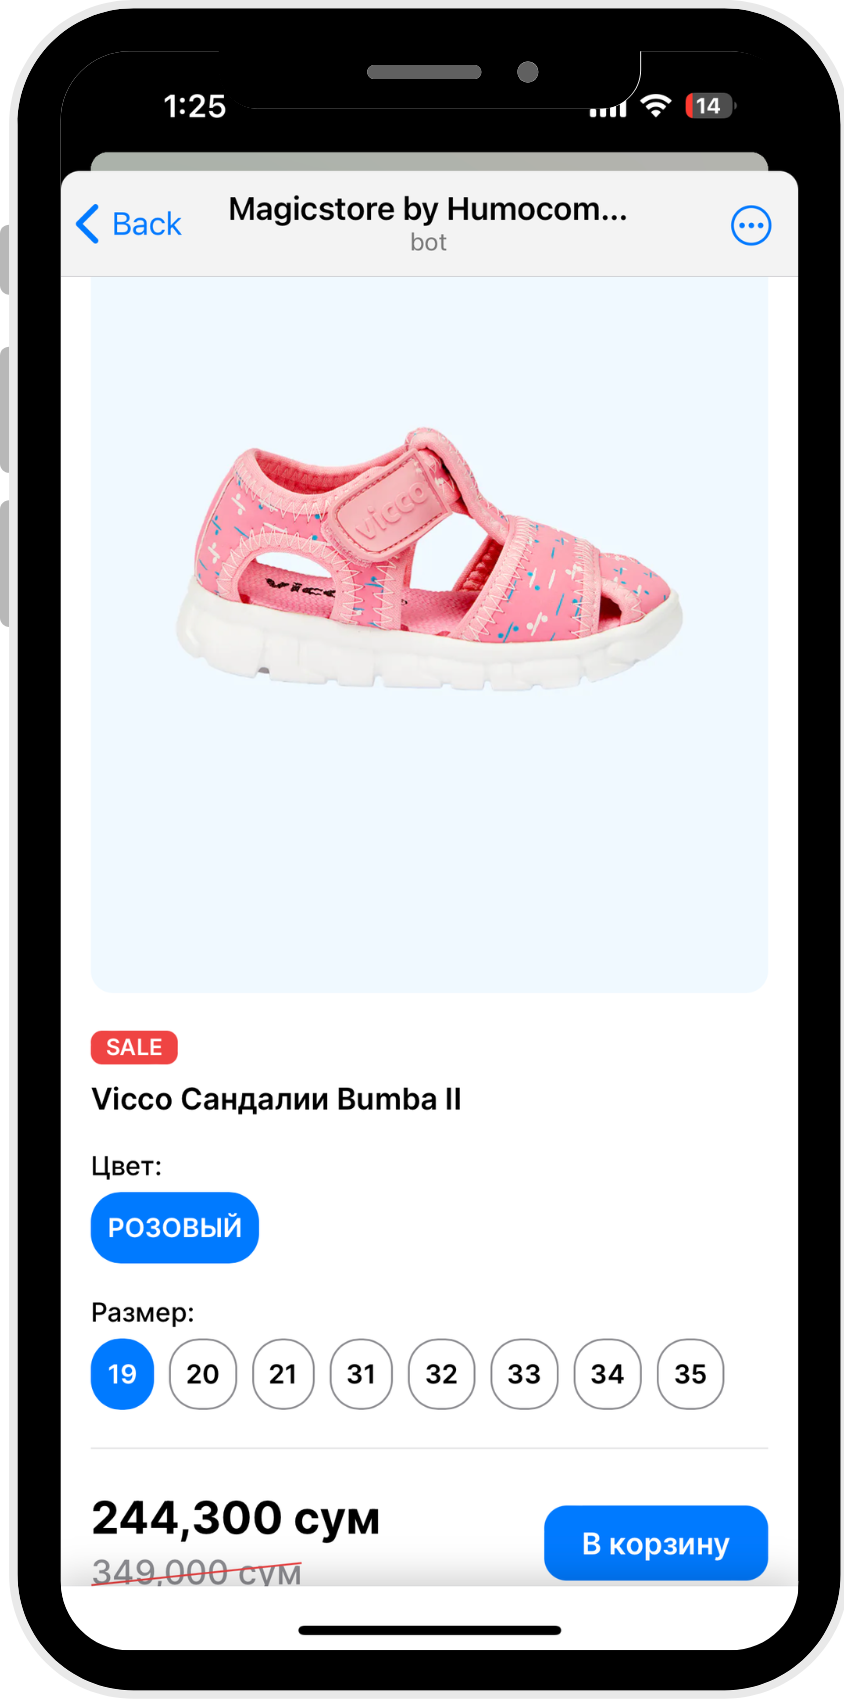 1:25
14
Back
Magicstore by Humocom...
bot
vicco
SALE
Vicco Сандалии Bumba II
Цвет:
РОЗОВЫЙ
Размер:
19 20 21 31 32 33 34 35
244,300 сум
В корзину
349,000 сум